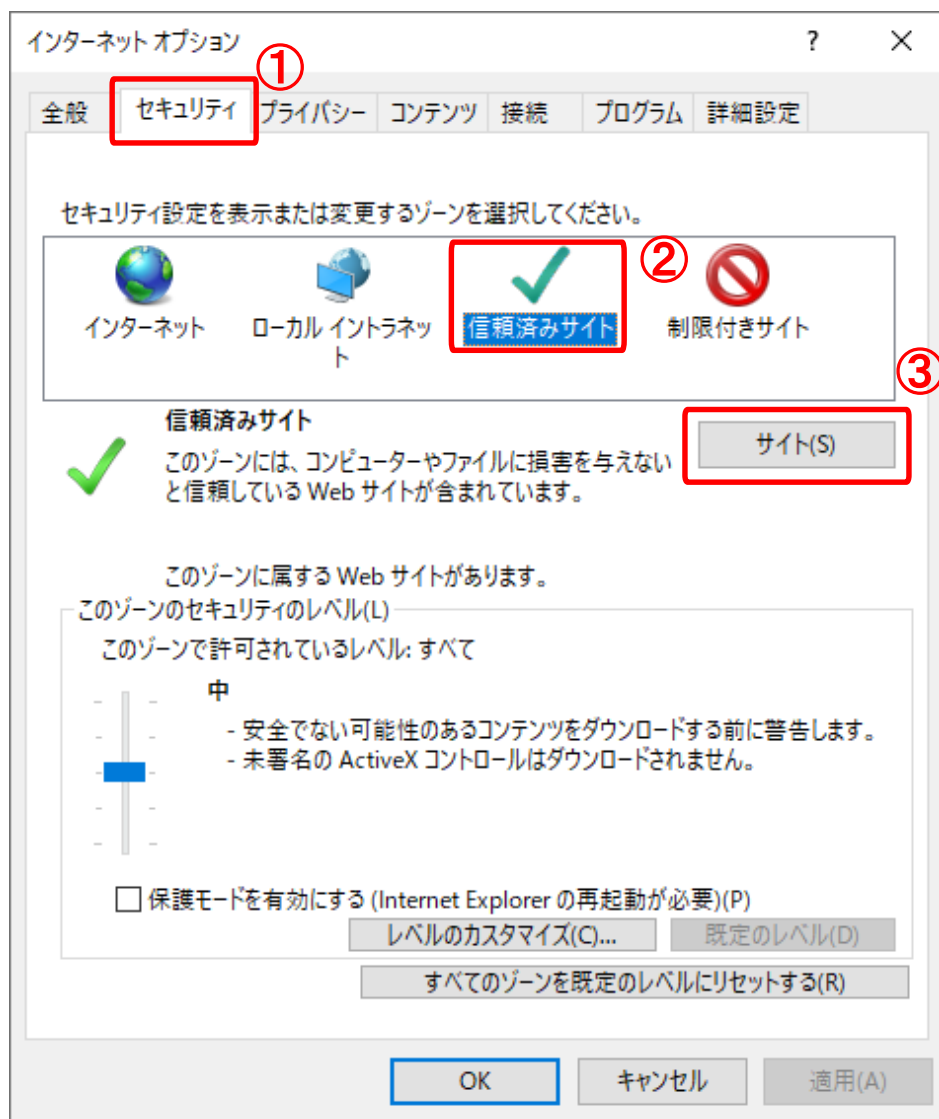 インターネット オプション
?
①
全般 セキュリティ プライバシー コンテンツ 接続 プログラム 詳細設定
セキュリティ設定を表示または変更するゾーンを選択してください。
②
インターネット
ローカル イントラネッ
ト
信頼済みサイト
制限付きサイト
③
信頼済みサイト
サイト(S)
このゾーンには、コンピューターやファイルに損害を与えない
と信頼している Web サイトが含まれています。
このゾーンに属する Web サイトがあります。
このゾーンのセキュリティのレベル(L)
このゾーンで許可されているレベル: すべて
中
- 安全でない可能性のあるコンテンツをダウンロードする前に警告します。
- 未署名の ActiveX コントロールはダウンロードされません。
保護モードを有効にする (Internet Explorer の再起動が必要)(P)
レベルのカスタマイズ(C)... 既定のレベル(D)
すべてのゾーンを既定のレベルにリセットする(R)
OK キャンセル 適用(A)